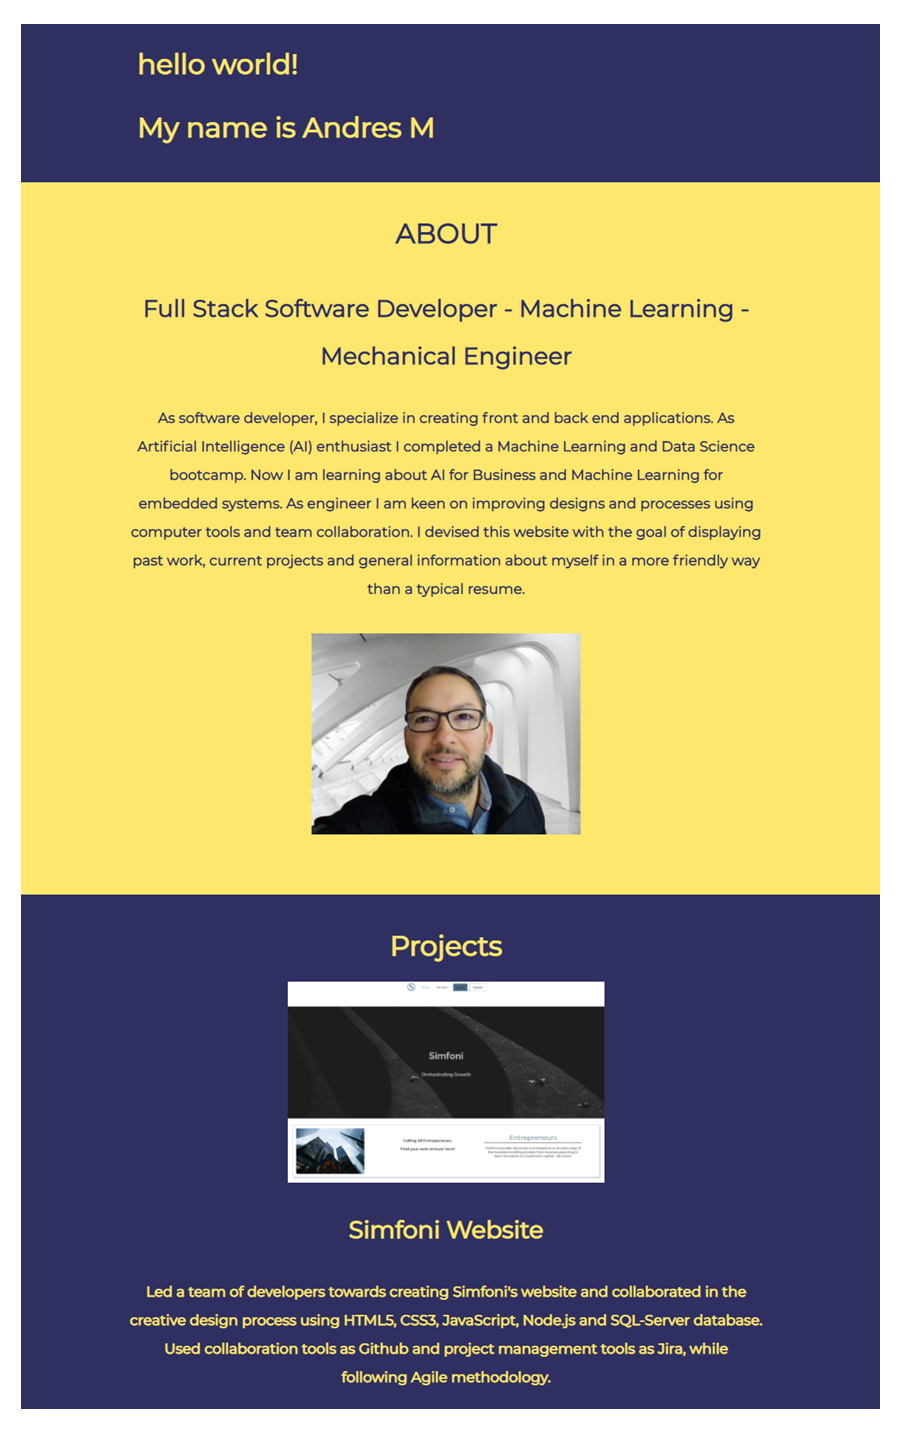 hello world!
My name is Andres M
ABOUT
Full Stack Software Developer - Machine Learning -
Mechanical Engineer
As software developer, I specialize in creating front and back end applications. As
Artificial Intelligence (AI) enthusiast I completed a Machine Learning and Data Science
bootcamp. Now I am learning about AI for Business and Machine Learning for
embedded systems. As engineer I am keen on improving designs and processes using
computer tools and team collaboration. I devised this website with the goal of displaying
past work, current projects and general information about myself in a more friendly way
than a typical resume.
Projects
Simfoni
Orchestrating Growth
Calling All Entrepreneurs.
Find your next venture here!
Entrepreneurs
Simfoni Website
Led a team of developers towards creating Simfoni's website and collaborated in the
creative design process using HTML5, CSS3, JavaScript, Node.js and SQL-Server database.
Used collaboration tools as Github and project management tools as Jira, while
following Agile methodology.